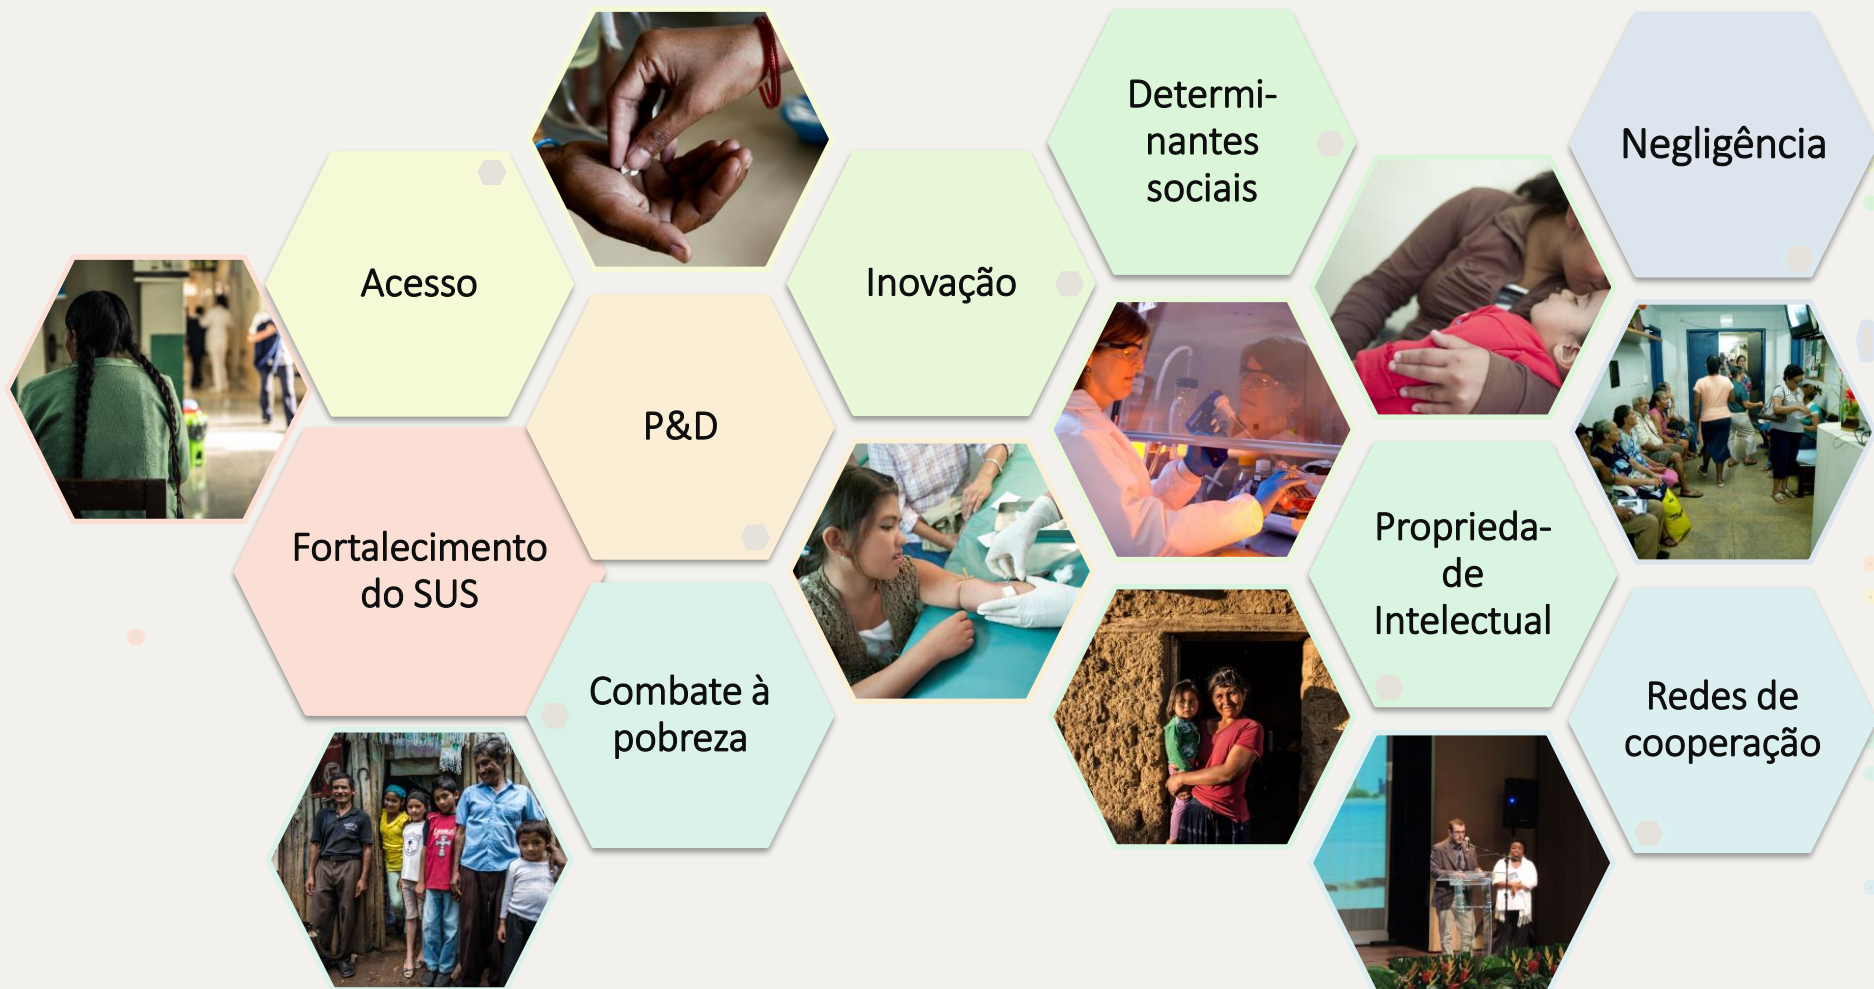 Acesso
Fortalecimento
do SUS
P&D
Combate à
pobreza
Inovação
Determi-
nantes
sociais
Proprieda-
de
Intelectual
Negligência
Redes de
cooperação